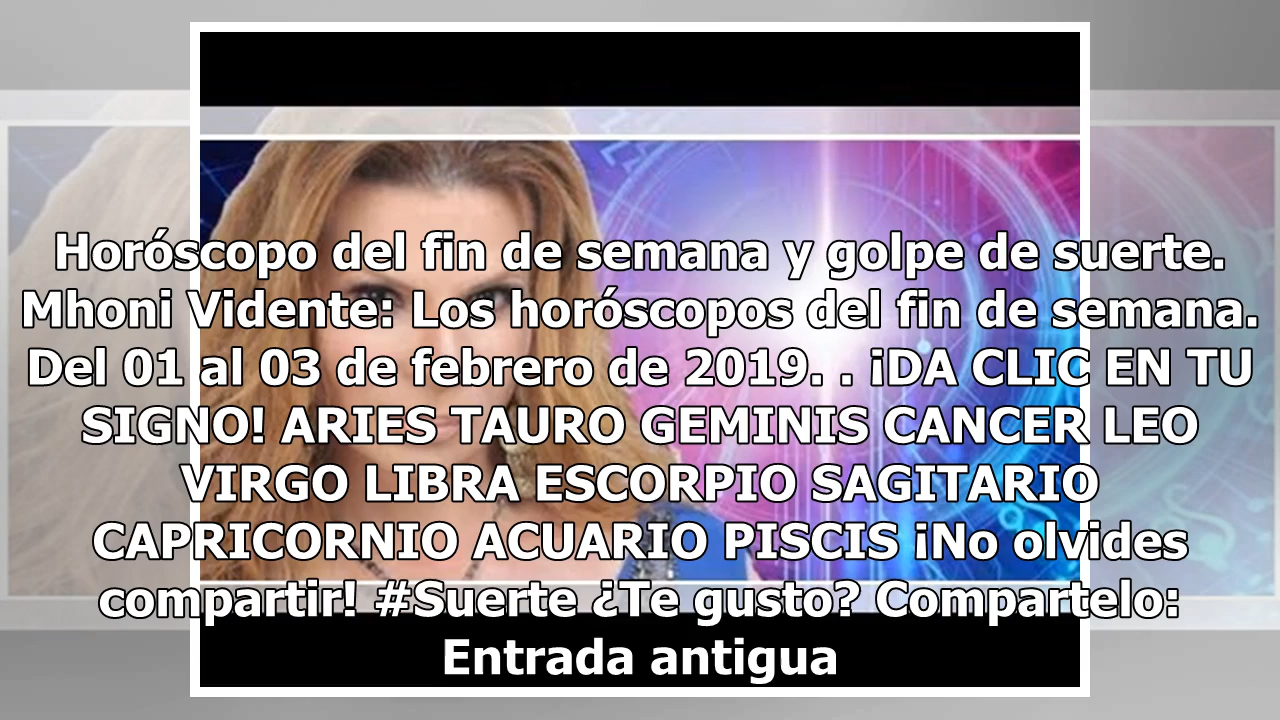 Horóscopo del fin de semana y golpe de suerte.
Mhoni Vidente: Los horóscopos del fin de semana.
Del 01 al 03 de febrero de 2019. . ¡DA CLIC EN TU
SIGNO! ARIES TAURO GEMINIS CANCER LEO
VIRGO LIBRA ESCORPIO SAGITARIO
CAPRICORNIO ACUARIO PISCIS ¡No olvides
compartir! #Suerte ¿Te gusto? Compartelo:
Entrada antigua